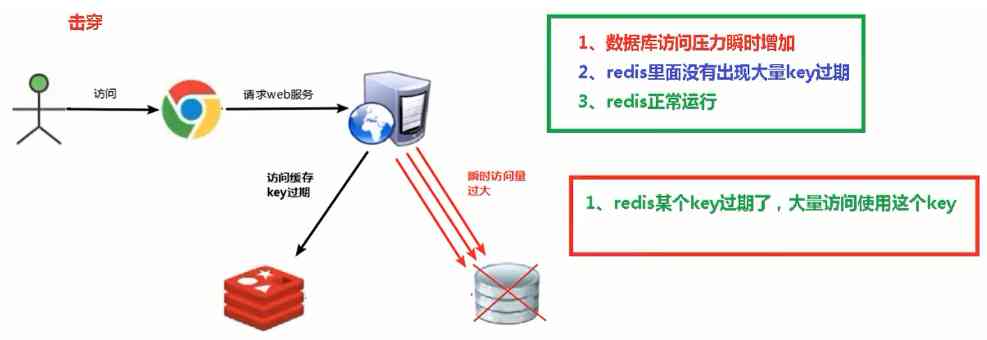 击穿
1、数据库访问压力瞬时增加
2、redis里面没有出现大量key过期
3、redis正常运行
访问
请求web服务
访问缓存
key过期
瞬时访问量
过大
1、redis某个key过期了，大量访问使用这个key